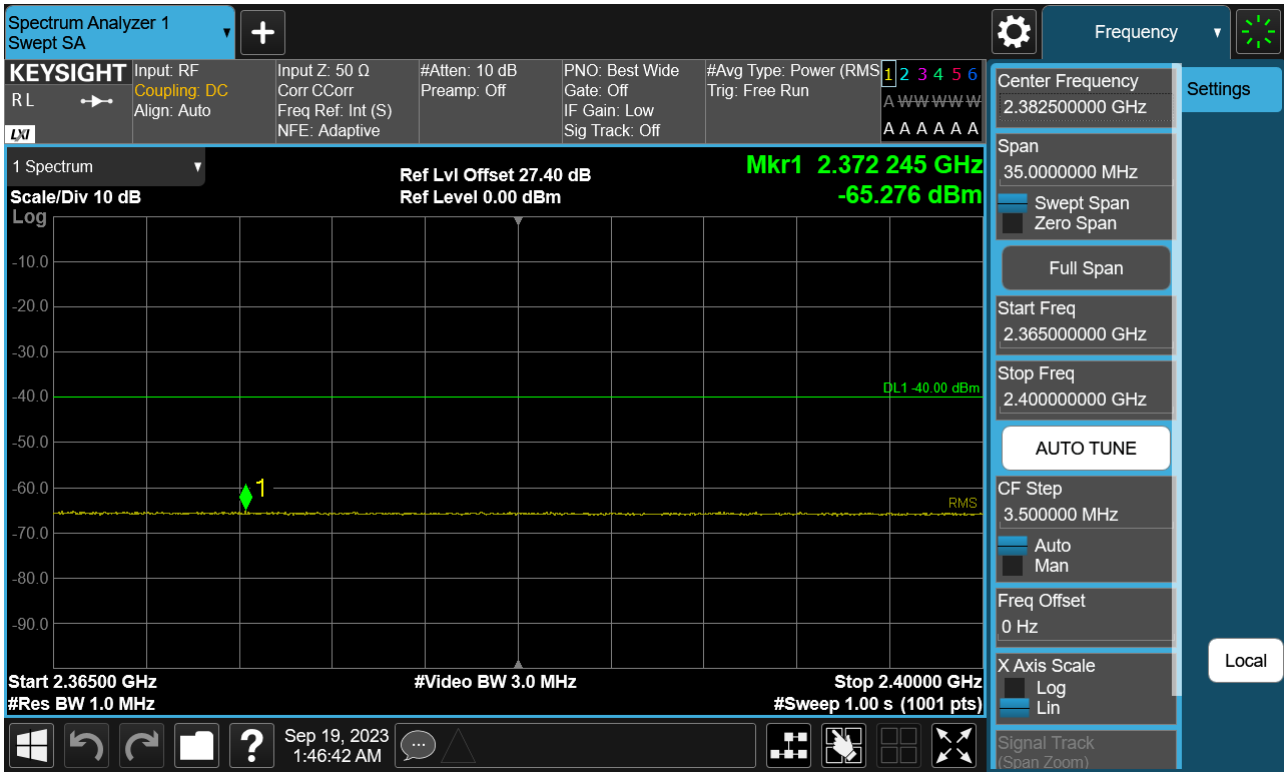 Spectrum Analyzer 1
Swept SA
Frequency
KEYSIGHT
R L
LXI
Input: RF
Coupling: DC
Align: Auto
Input Z: 50 Ω
Corr CCorr
Freq Ref: Int (S)
NFE: Adaptive
#Atten: 10 dB
Preamp: Off
PNO: Best Wide
Gate: Off
IF Gain: Low
Sig Track: Off
#Avg Type: Power (RMS
Trig: Free Run
1 2 3 4 5 6
A W W W W W
A A A A A A
1 Spectrum
Scale/Div 10 dB
Log
Ref Lvl Offset 27.40 dB
Ref Level 0.00 dBm
Mkr1 2.372 245 GHz
-65.276 dBm
-10.0
-20.0
-30.0
-40.0
DL1 -40.00 dBm
-50.0
-60.0
1
RMS
-70.0
-80.0
-90.0
Start 2.36500 GHz
#Video BW 3.0 MHz
Stop 2.40000 GHz
#Res BW 1.0 MHz
#Sweep 1.00 s (1001 pts)
Sep 19, 2023
1:46:42 AM
Center Frequency
2.382500000 GHz
Settings
Span
35.0000000 MHz
Swept Span
Zero Span
Full Span
Start Freq
2.365000000 GHz
Stop Freq
2.400000000 GHz
AUTO TUNE
CF Step
3.500000 MHz
Auto
Man
Freq Offset
0 Hz
X Axis Scale
Log
Lin
Local
Signal Track
(Span Zoom)